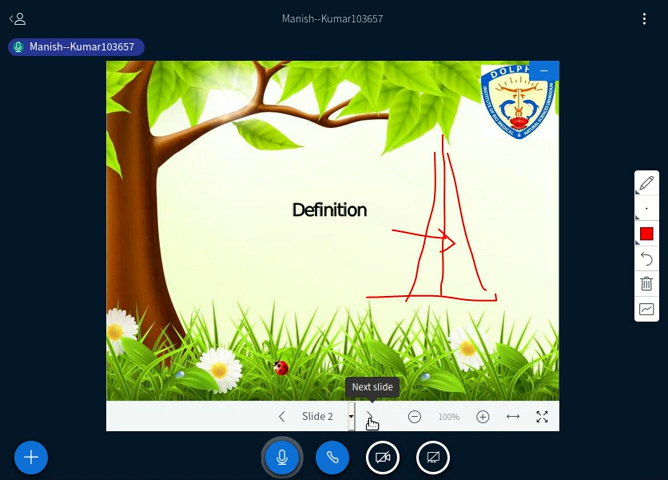 Manish--Kumar103657
Manish--Kumar103657
DOLPH
Definition
Next slide
Slide 2
100%